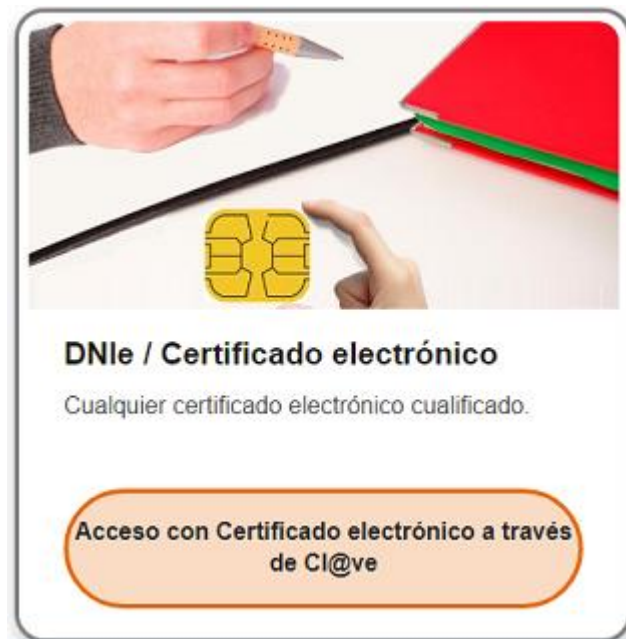 DNIe / Certificado electrónico
Cualquier certificado electrónico cualificado.
Acceso con Certificado electrónico a través
de Cl@ve